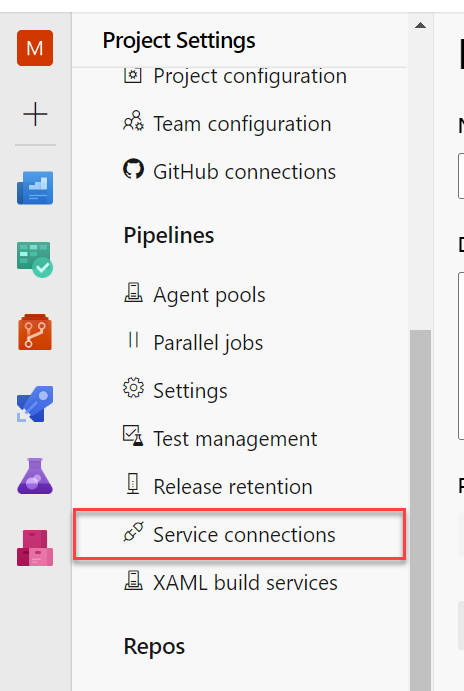 M
Project Settings
Project configuration
Team configuration
GitHub connections
Pipelines
Agent pools
Parallel jobs
Settings
Test management
Release retention
Service connections
XAML build services
Repos